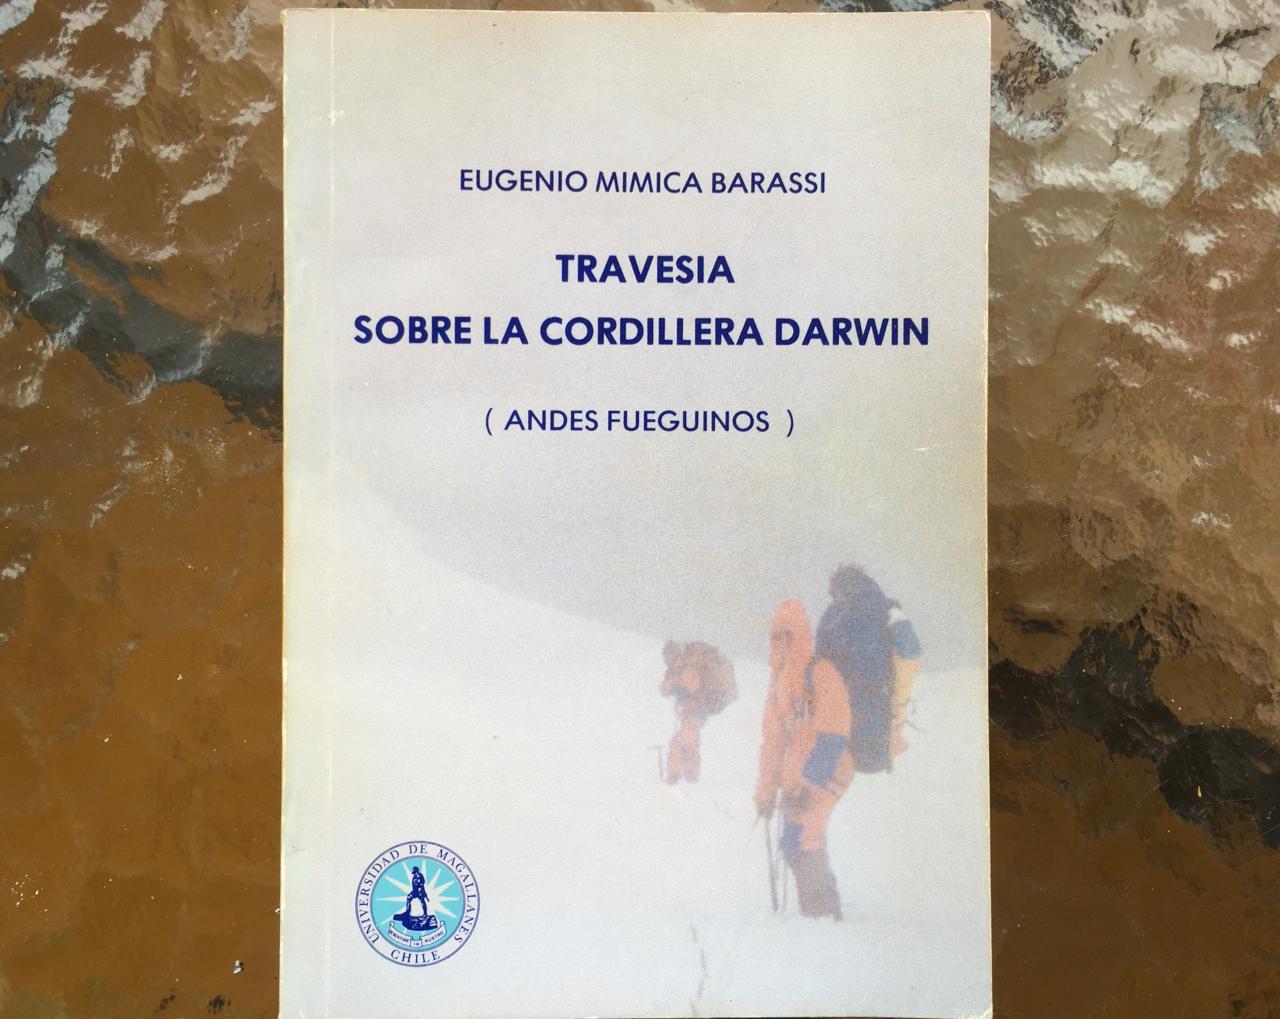 EUGENIO MIMICA BARASSI
TRAVESIA
SOBRE LA CORDILLERA DARWIN
( ANDES FUEGUINOS )
UNIVERSIDAD DE MAGALLANES
CHILE